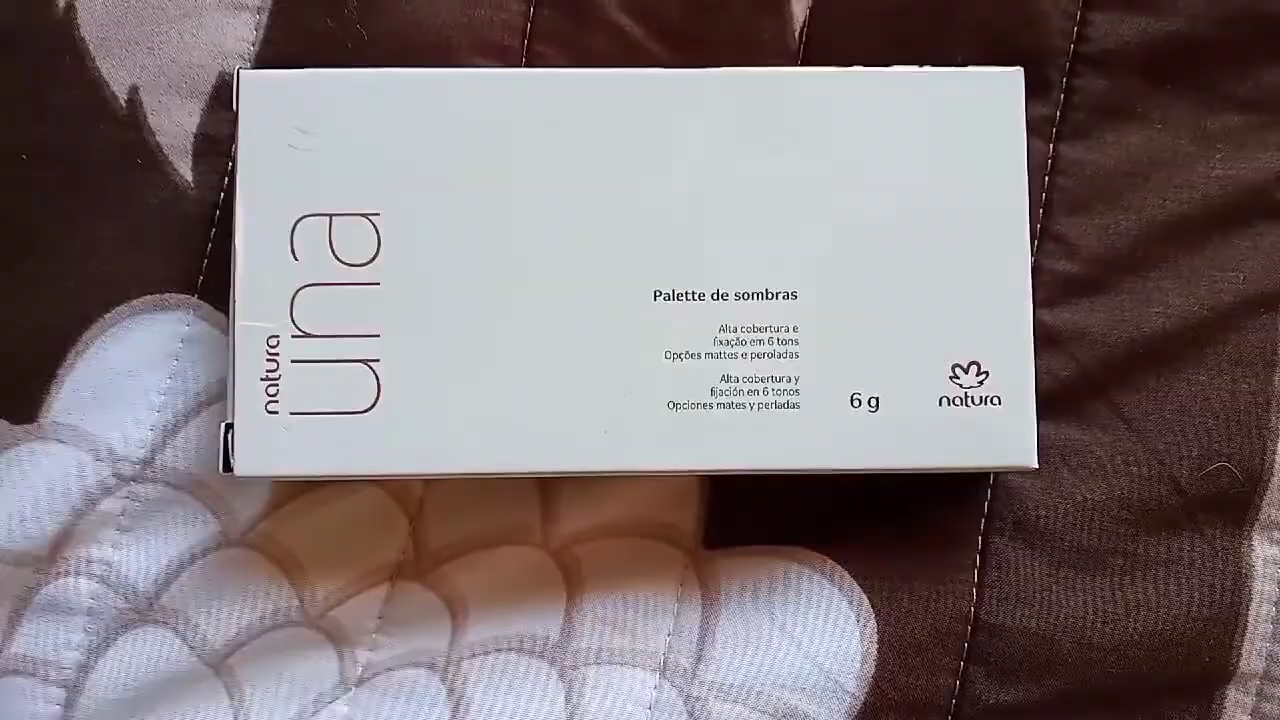 natura
una
Palette de sombras
Alta cobertura e
fixação em 6 tons
Opções mattes e peroladas
Alta cobertura y
fijación en 6 tonos
Opciones mates y perladas
6 g
natura